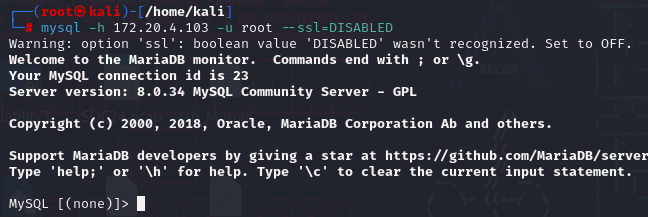 ┌──(root㉿kali)-[/home/kali]
└─# mysql -h 172.20.4.103 -u root --ssl=DISABLED
Warning: option 'ssl': boolean value 'DISABLED' wasn't recognized. Set to OFF.
Welcome to the MariaDB monitor.  Commands end with ; or \g.
Your MySQL connection id is 23
Server version: 8.0.34 MySQL Community Server - GPL
Copyright (c) 2000, 2018, Oracle, MariaDB Corporation Ab and others.
Support MariaDB developers by giving a star at https://github.com/MariaDB/server
Type 'help;' or '\h' for help. Type '\c' to clear the current input statement.
MySQL [(none)]>